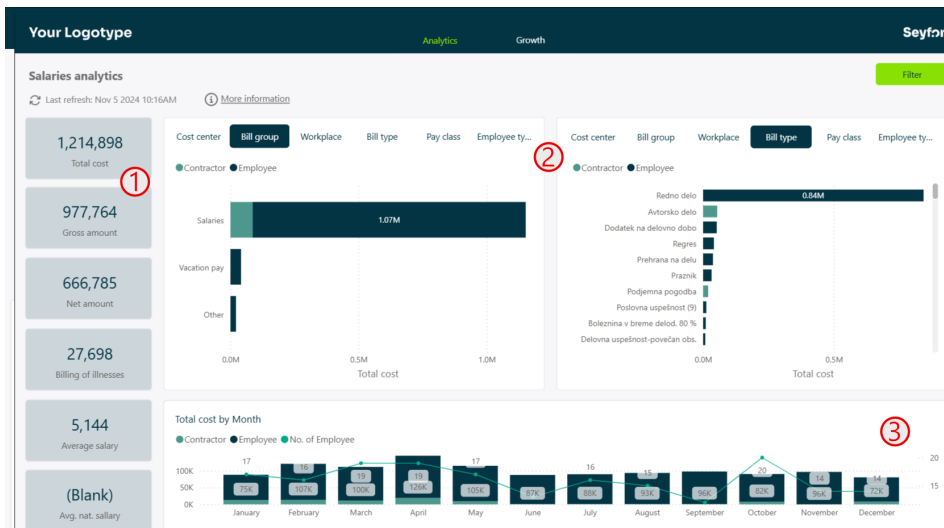 Your Logotype
Analytics
Growth
Seyfor
Salaries analytics
Filter
Last refresh: Nov 5 2024 10:16AM
More information
1,214,898
Total cost
1
977,764
Gross amount
666,785
Net amount
27,698
Billing of illnesses
5,144
Average salary
(Blank)
Avg. nat. sallary
Cost center Bill group Workplace Bill type Pay class Employee ty...
2
Contractor Employee
Salaries
1.07M
Vacation pay
Other
0.0M 0.5M 1.0M
Total cost
Cost center Bill group Workplace Bill type Pay class Employee ty...
Contractor Employee
Redno delo
0.84M
Avtorsko delo
Dodatek na delovno dobo
Regres
Prehrana na delu
Praznik
Podjemna pogodba
Poslovna uspešnost (9)
Boleznina v breme delod. 80 %
Delovna uspešnost-povečan obs.
0.0M 0.5M
Total cost
Total cost by Month
3
Contractor Employee No. of Employee
17 16 19 19 17 16 15 20 14 14
100K
50K
0K
75K 107K 100K 126K 105K 87K 88K 93K 96K 82K 96K 72K
20
15
January February March April May June July August September October November December